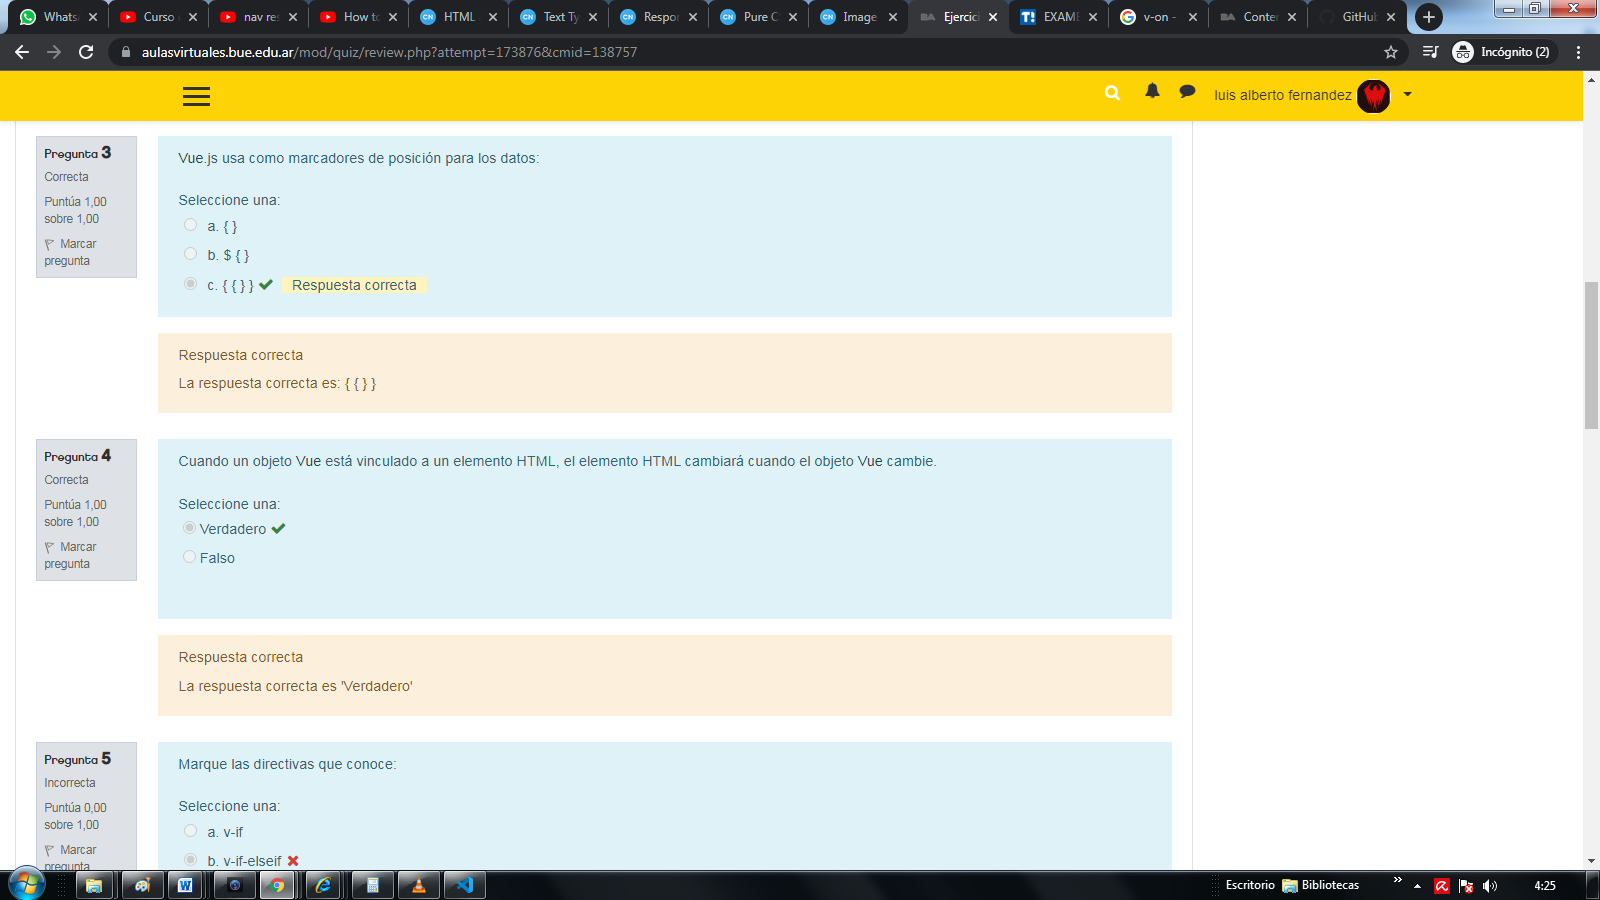 Whats
Curso
nav re
How to
HTML
Text Ty
Respor
Pure C
Image
Ejercici
EXAME
v-on -
Conter
GitHub
aulasvirtuales.bue.edu.ar/mod/quiz/review.php?attempt=173876&cmid=138757
Incógnito (2)
luis alberto fernandez
Pregunta 3
Correcta
Puntúa 1,00
sobre 1,00
Marcar
pregunta
Vue.js usa como marcadores de posición para los datos:
Seleccione una:
a. { }
b. $ { }
c. { { } } Respuesta correcta
Respuesta correcta
La respuesta correcta es: { { } }
Pregunta 4
Correcta
Puntúa 1,00
sobre 1,00
Marcar
pregunta
Cuando un objeto Vue está vinculado a un elemento HTML, el elemento HTML cambiará cuando el objeto Vue cambie.
Seleccione una:
Verdadero
Falso
Respuesta correcta
La respuesta correcta es 'Verdadero'
Pregunta 5
Incorrecta
Puntúa 0,00
sobre 1,00
Marcar
pregunta
Marque las directivas que conoce:
Seleccione una:
a. v-if
b. v-if-elseif
Escritorio
Bibliotecas
4:25